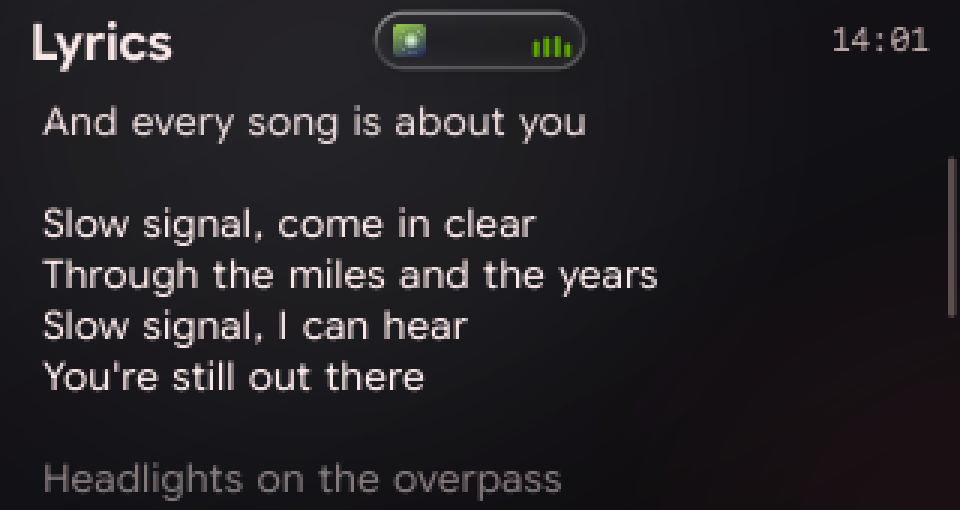 Lyrics
14:01
And every song is about you
Slow signal, come in clear
Through the miles and the years
Slow signal, I can hear
You're still out there
Headlights on the overpass